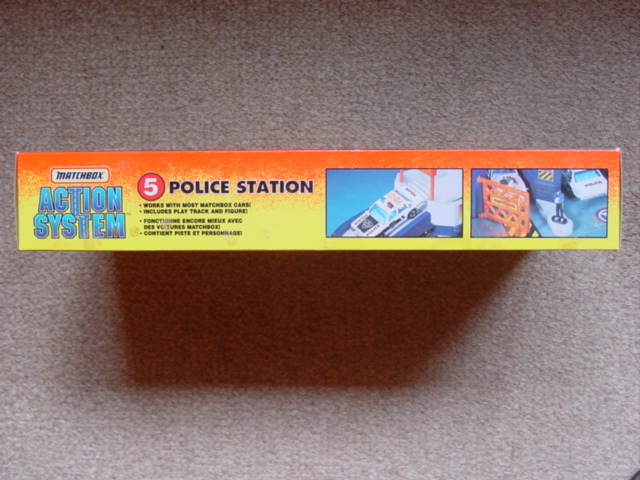 MATCHBOX
ACTION
SYSTEM
5 POLICE STATION
• WORKS WITH MOST MATCHBOX CARS!
• INCLUDES PLAY TRACK AND FIGURE!
• FONCTIONNE ENCORE MIEUX AVEC
DES VOITURES MATCHBOX!
• CONTIENT PISTE ET PERSONNAGE!
POLICE